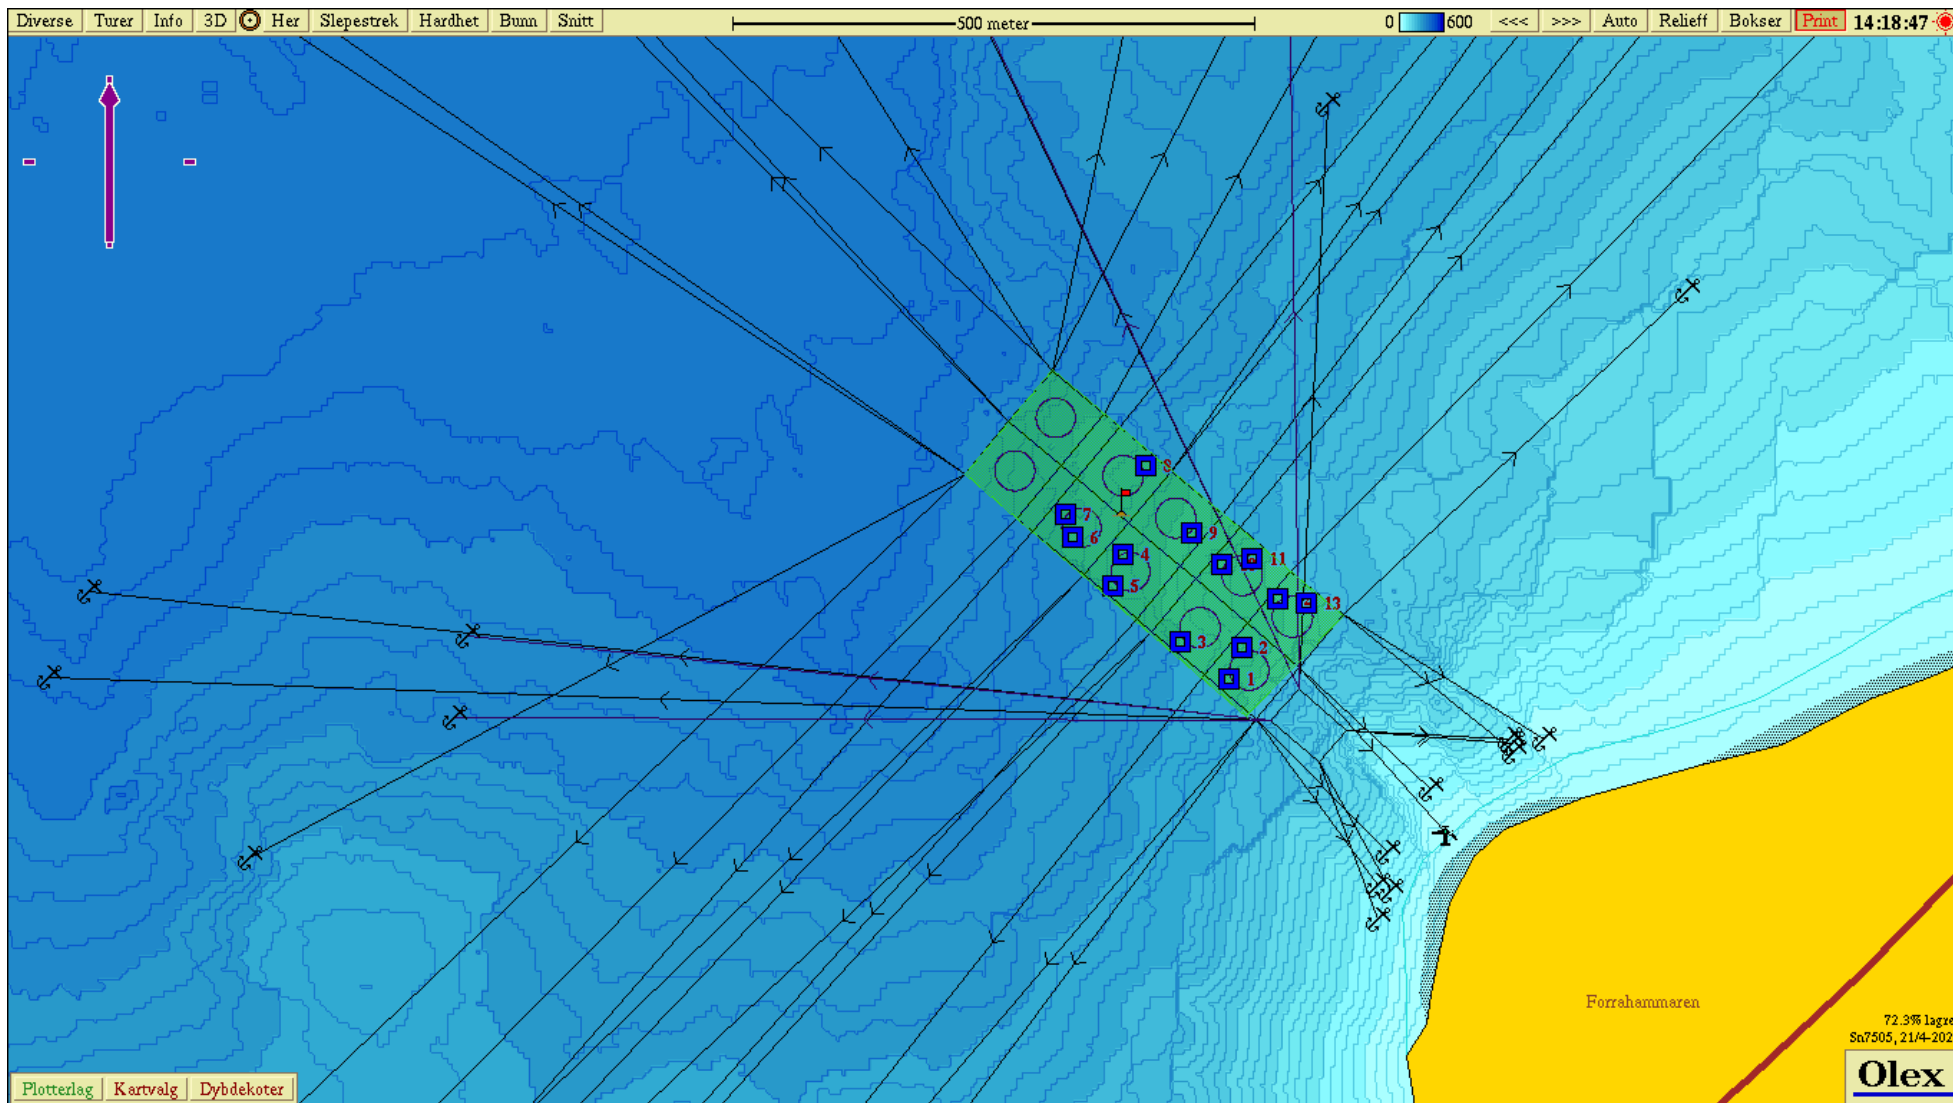 Diverse Turer Info 3D Her Slepestrek Hardhet Bunn Snitt 500 meter 0 600 <<< >>> Auto Relieff Bokser Print 14:18:47
8
7
9
6
4
11
5
13
3
2
1
Forrahammaren
72.3% lagre
Sn7505, 21/4-202
Plotterlag Kartvalg Dybdekoter
Olex